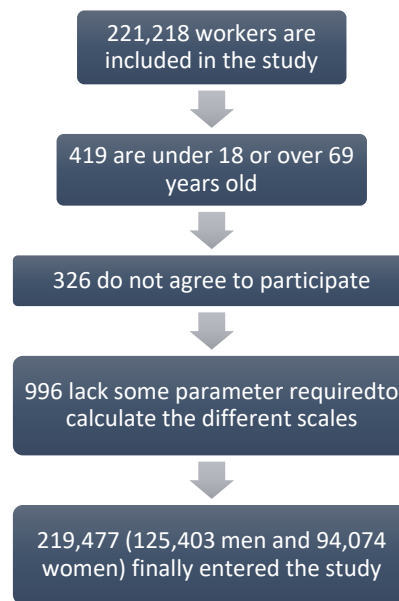 221,218 workers are
included in the study
419 are under 18 or over 69
years old
326 do not agree to participate
996 lack some parameter requiredto
calculate the different scales
219,477 (125,403 men and 94,074
women) finally entered the study